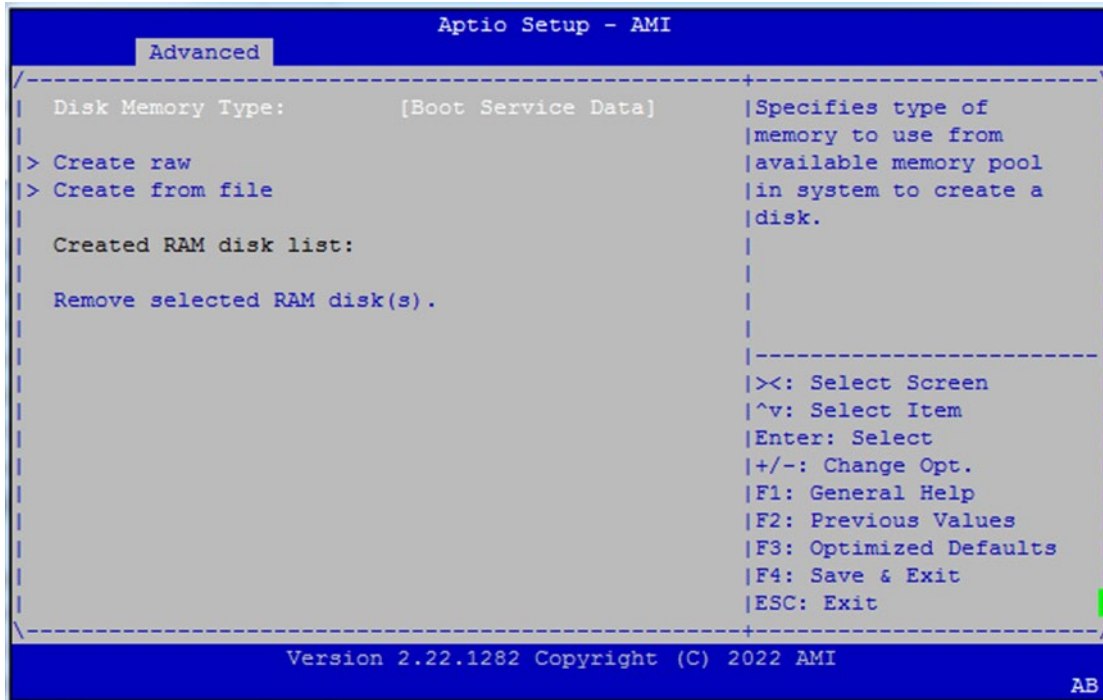 Aptio Setup - AMI
Advanced
Disk Memory Type: [Boot Service Data]
> Create raw
> Create from file
Created RAM disk list:
Remove selected RAM disk(s).
Specifies type of
memory to use from
available memory pool
in system to create a
disk.
><: Select Screen
^v: Select Item
Enter: Select
+/-: Change Opt.
F1: General Help
F2: Previous Values
F3: Optimized Defaults
F4: Save & Exit
ESC: Exit
Version 2.22.1282 Copyright (C) 2022 AMI
AB